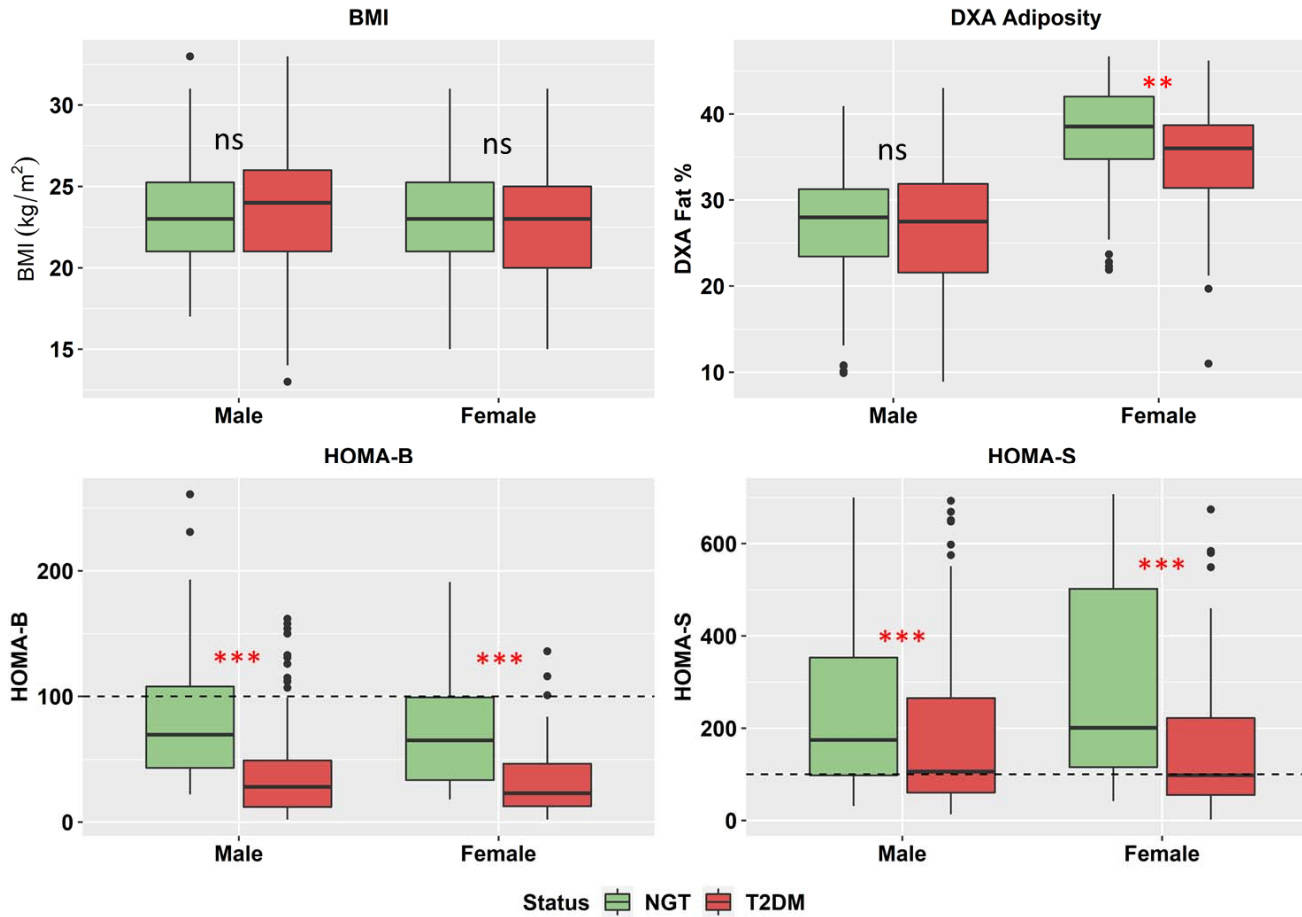 BMI
BMI (kg/m²)
30
25
20
15
ns
ns
Male
Female
DXA Adiposity
DXA Fat %
40
30
20
10
ns
**
Male
Female
HOMA-B
HOMA-B
200
100
0
***
***
Male
Female
HOMA-S
HOMA-S
600
400
200
0
***
***
Male
Female
Status NGT T2DM